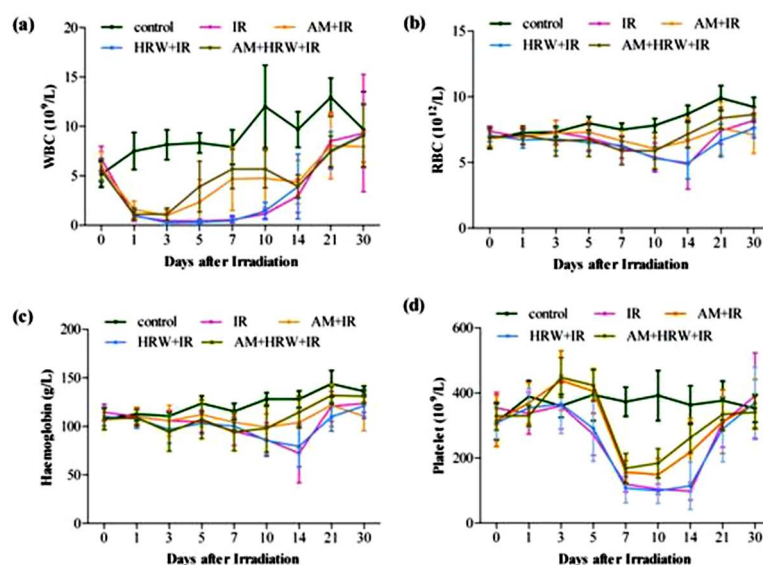 (a)
control IR AM+IR
HRW+IR AM+HRW+IR
WBC (10⁹/L)
20
15
10
5
0
0 1 3 5 7 10 14 21 30
Days after Irradiation
(b)
control IR AM+IR
HRW+IR AM+HRW+IR
RBC (10¹²/L)
15
10
5
0
0 1 3 5 7 10 14 21 30
Days after Irradiation
(c)
control IR AM+IR
HRW+IR AM+HRW+IR
Haemoglobin (g/L)
200
150
100
50
0
0 1 3 5 7 10 14 21 30
Days after Irradiation
(d)
control IR AM+IR
HRW+IR AM+HRW+IR
Platelet (10⁹/L)
600
400
200
0
0 1 3 5 7 10 14 21 30
Days after Irradiation